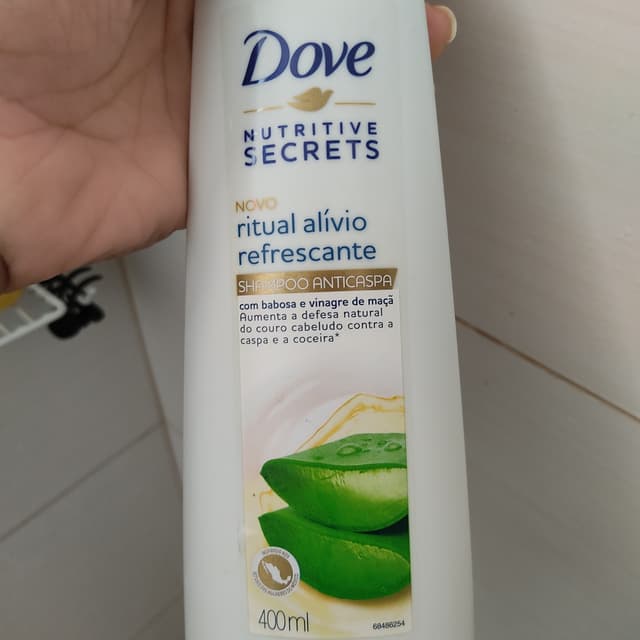 Dove
NUTRITIVE
SECRETS
NOVO
ritual alívio
refrescante
SHAMPOO ANTICASPA
com babosa e vinagre de maçã
Aumenta a defesa natural
do couro cabeludo contra a
caspa e a coceira*
400ml
68486254